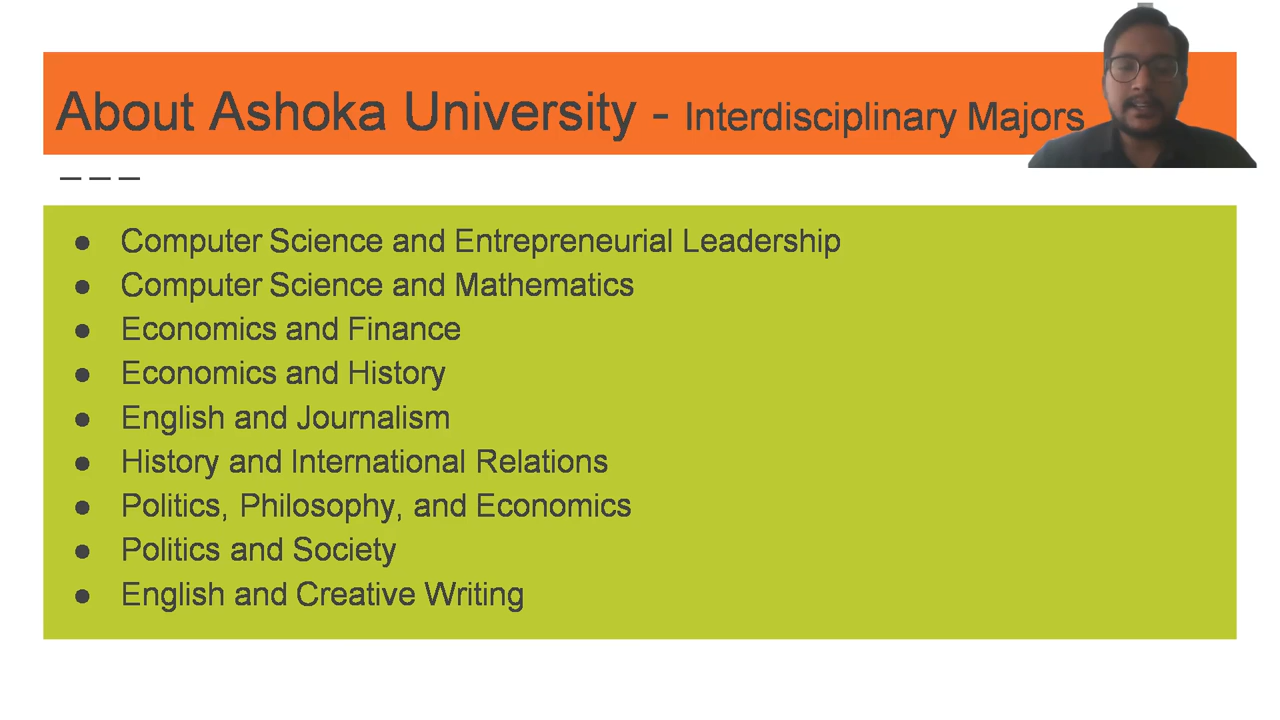 About Ashoka University - Interdisciplinary Majors
● Computer Science and Entrepreneurial Leadership
● Computer Science and Mathematics
● Economics and Finance
● Economics and History
● English and Journalism
● History and International Relations
● Politics, Philosophy, and Economics
● Politics and Society
● English and Creative Writing